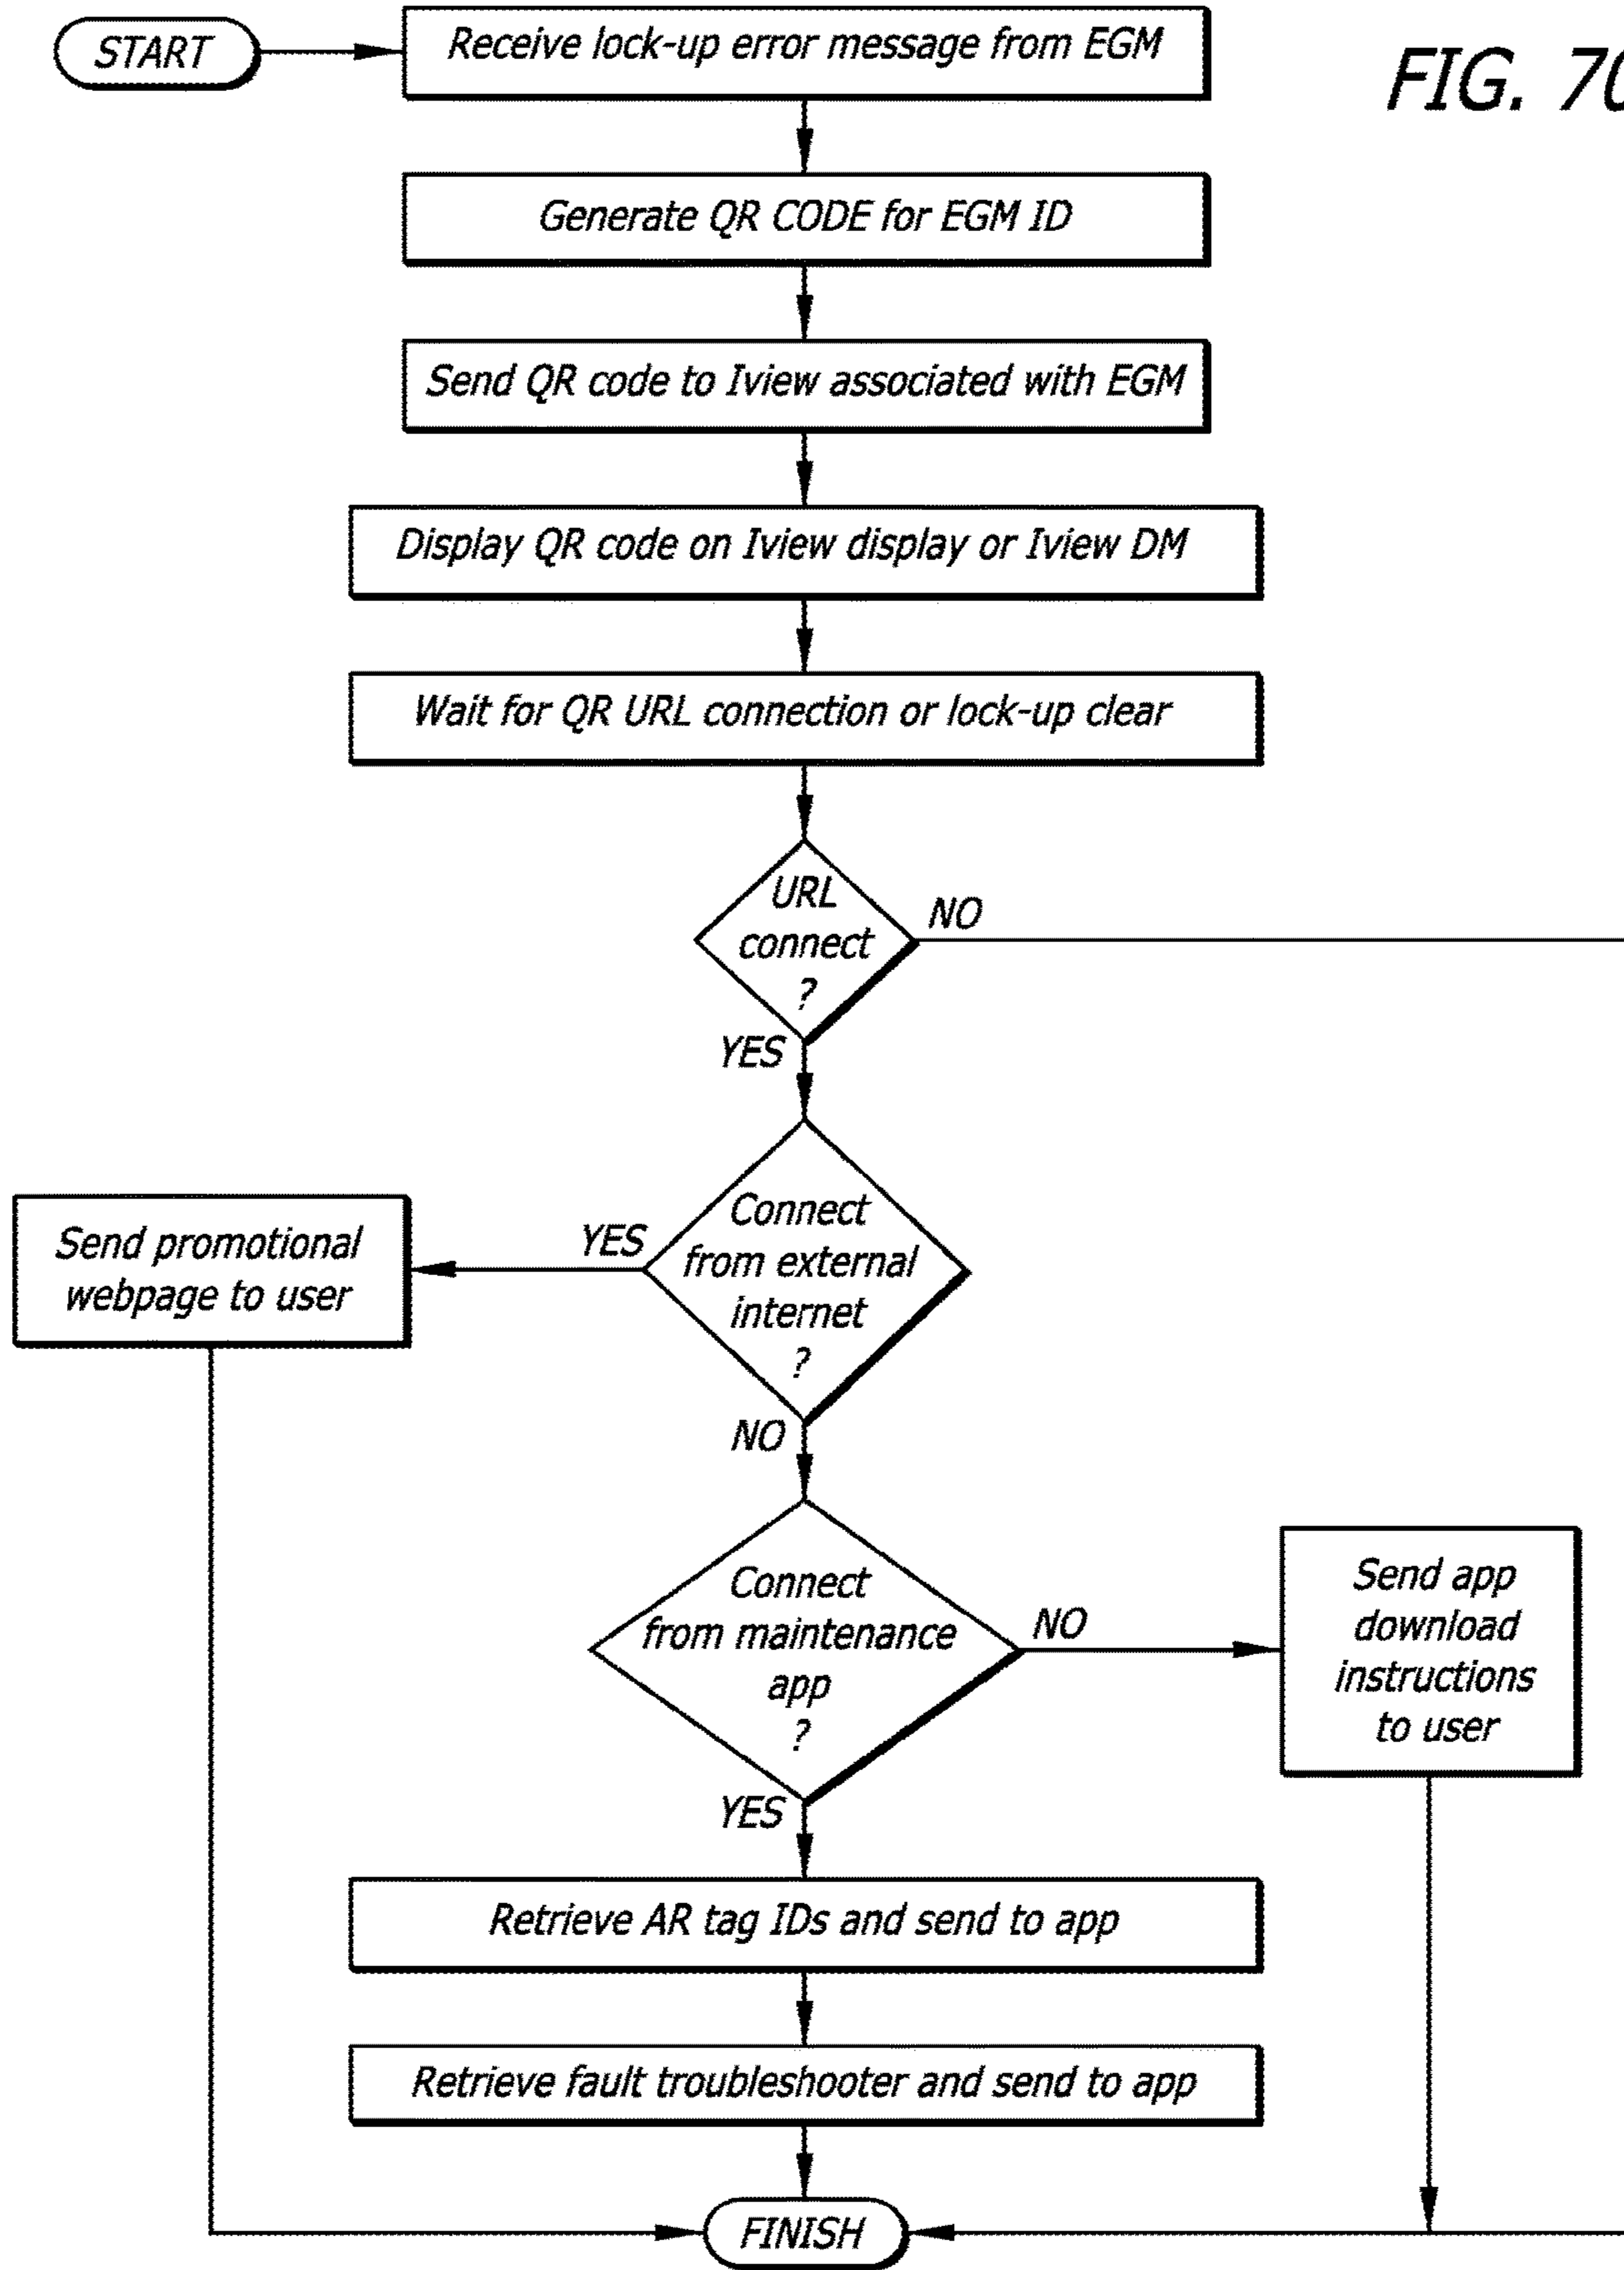 START
Receive lock-up error message from EGM
FIG. 70
Generate QR CODE for EGM ID
Send QR code to Iview associated with EGM
Display QR code on Iview display or Iview DM
Wait for QR URL connection or lock-up clear
URL
connect
?
NO
YES
Connect
from external
internet
?
YES
Send promotional
webpage to user
NO
Connect
from maintenance
app
?
NO
Send app
download
instructions
to user
YES
Retrieve AR tag IDs and send to app
Retrieve fault troubleshooter and send to app
FINISH